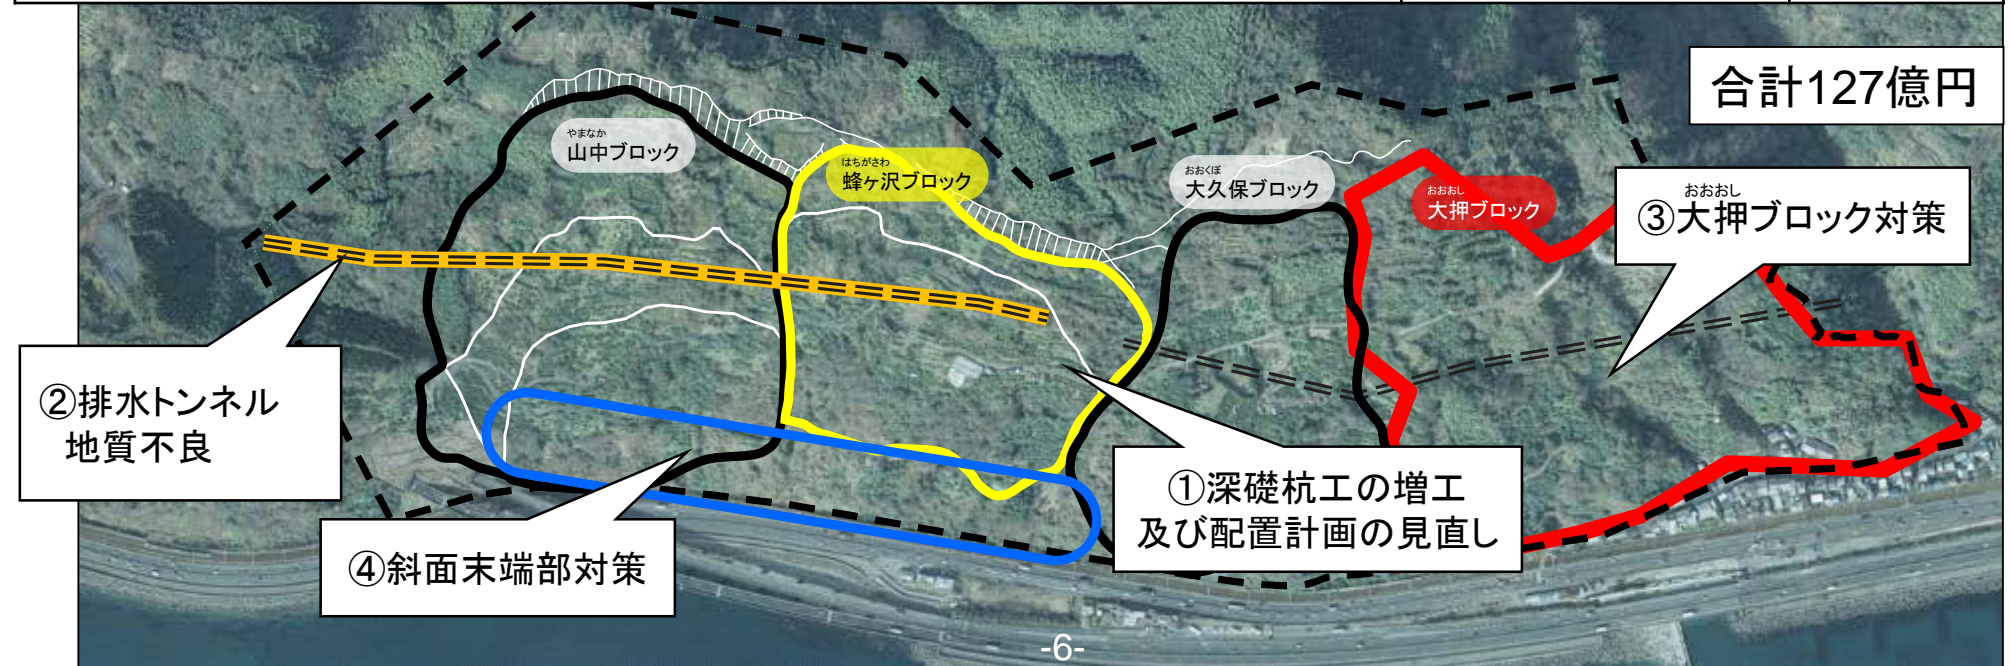 合計127億円
やまなか
山中ブロック
はちがさわ
蜂ヶ沢ブロック
おおくぼ
大久保ブロック
おおおし
大押ブロック
おおおし
③大押ブロック対策
②排水トンネル
地質不良
①深礎杭工の増工
及び配置計画の見直し
④斜面末端部対策
-6-